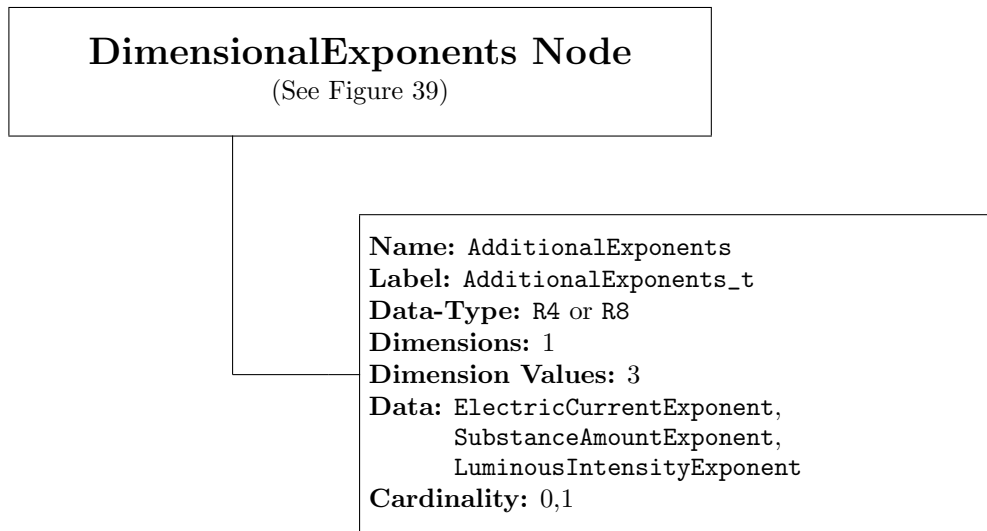 DimensionalExponents Node
(See Figure 39)
Name: AdditionalExponents
Label: AdditionalExponents_t
Data-Type: R4 or R8
Dimensions: 1
Dimension Values: 3
Data: ElectricCurrentExponent,
SubstanceAmountExponent,
LuminousIntensityExponent
Cardinality: 0,1